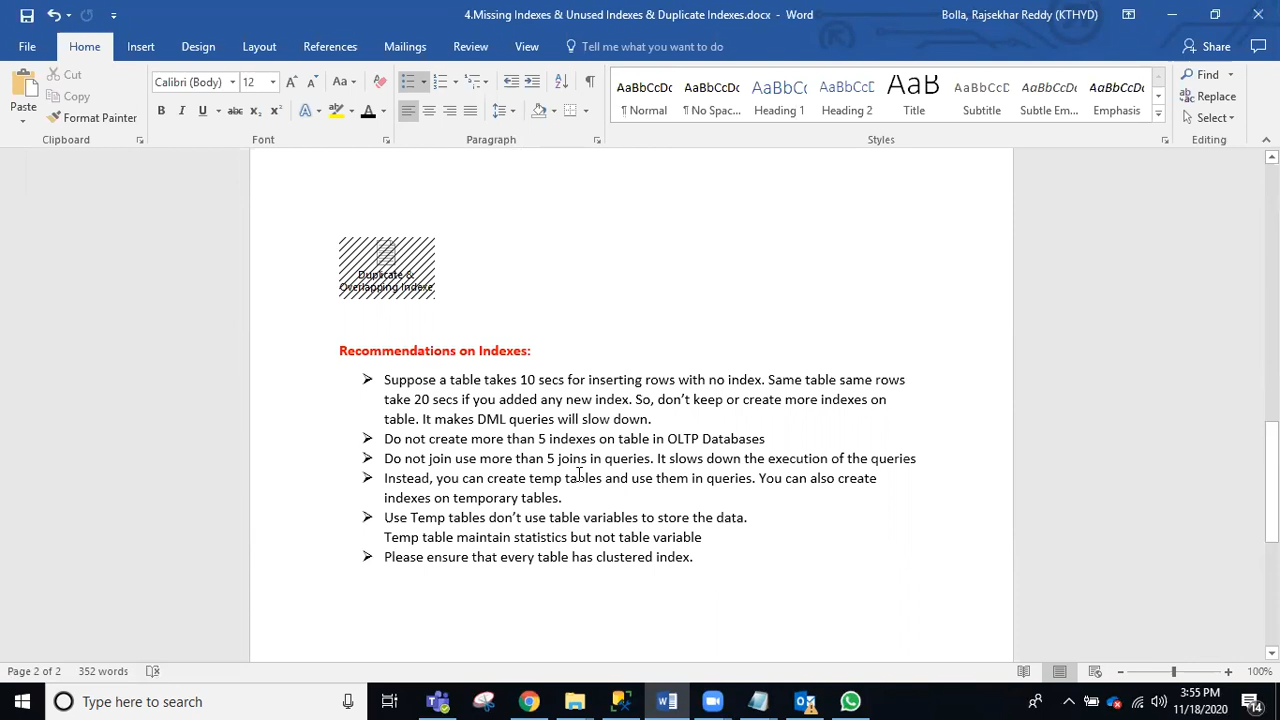 4.Missing Indexes & Unused Indexes & Duplicate Indexes.docx - Word
Bolla, Rajsekhar Reddy (KTHYD)
File Home Insert Design Layout References Mailings Review View Tell me what you want to do Share
Paste
Cut
Copy
Format Painter
Clipboard
Calibri (Body) 12
Font
Paragraph
AaBbCcDc AaBbCcDc AaBbCc AaBbCcD AaB AaBbCcD AaBbCcDc AaBbCcDc
¶ Normal ¶ No Spac... Heading 1 Heading 2 Title Subtitle Subtle Em... Emphasis
Styles
Find
Replace
Select
Editing
Duplicate &
Overlapping Indexe
Recommendations on Indexes:
Suppose a table takes 10 secs for inserting rows with no index. Same table same rows
take 20 secs if you added any new index. So, don't keep or create more indexes on
table. It makes DML queries will slow down.
Do not create more than 5 indexes on table in OLTP Databases
Do not join use more than 5 joins in queries. It slows down the execution of the queries
Instead, you can create temp tables and use them in queries. You can also create
indexes on temporary tables.
Use Temp tables don't use table variables to store the data.
Temp table maintain statistics but not table variable
Please ensure that every table has clustered index.
Page 2 of 2 352 words 100%
Type here to search
3:55 PM
11/18/2020
14